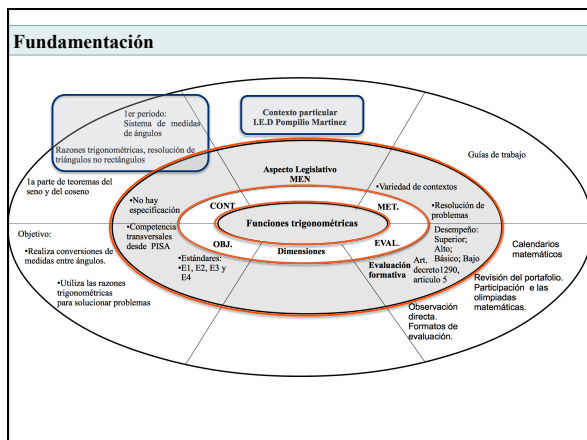 Fundamentación
1er periodo:
Sistema de medidas
de ángulos
Razones trigonométricas, resolución de
triángulos no rectángulos
Contexto particular
I.E.D Pompilio Martinez
Guías de trabajo
Aspecto Legislativo
MEN
1a parte de teoremas del
seno y del coseno
•No hay
especificación
•Variedad de contextos
CONT
MET.
•Resolución de
problemas
Funciones trigonométricas
Objetivo:
•Realiza conversiones de
medidas entre ángulos.
•Utiliza las razones
trigonométricas
para solucionar problemas
•Competencia
transversales
desde PISA
OBJ.
EVAL.
Dimensiones
•Estándares:
•E1, E2, E3 y
E4
Evaluación
formativa
Desempeño:
Superior;
Alto;
Básico; Bajo
Art.
decreto1290,
articulo 5
Calendarios
matemáticos
Revisión del portafolio.
Participación e las
olimpiadas
matemáticas.
Observación
directa.
Formatos de
evaluación.